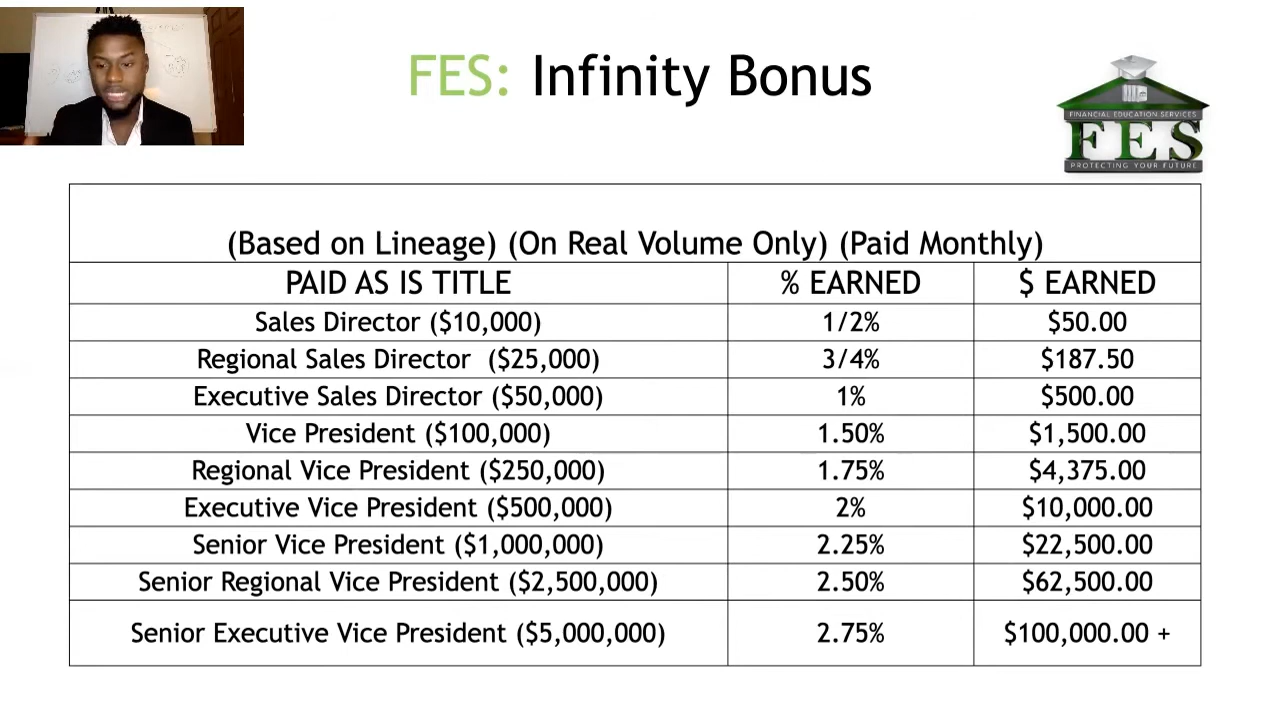 FES: Infinity Bonus
FINANCIAL EDUCATION SERVICES
FES
PROTECTING YOUR FUTURE
(Based on Lineage) (On Real Volume Only) (Paid Monthly)
PAID AS IS TITLE % EARNED $ EARNED
Sales Director ($10,000) 1/2% $50.00
Regional Sales Director ($25,000) 3/4% $187.50
Executive Sales Director ($50,000) 1% $500.00
Vice President ($100,000) 1.50% $1,500.00
Regional Vice President ($250,000) 1.75% $4,375.00
Executive Vice President ($500,000) 2% $10,000.00
Senior Vice President ($1,000,000) 2.25% $22,500.00
Senior Regional Vice President ($2,500,000) 2.50% $62,500.00
Senior Executive Vice President ($5,000,000) 2.75% $100,000.00 +